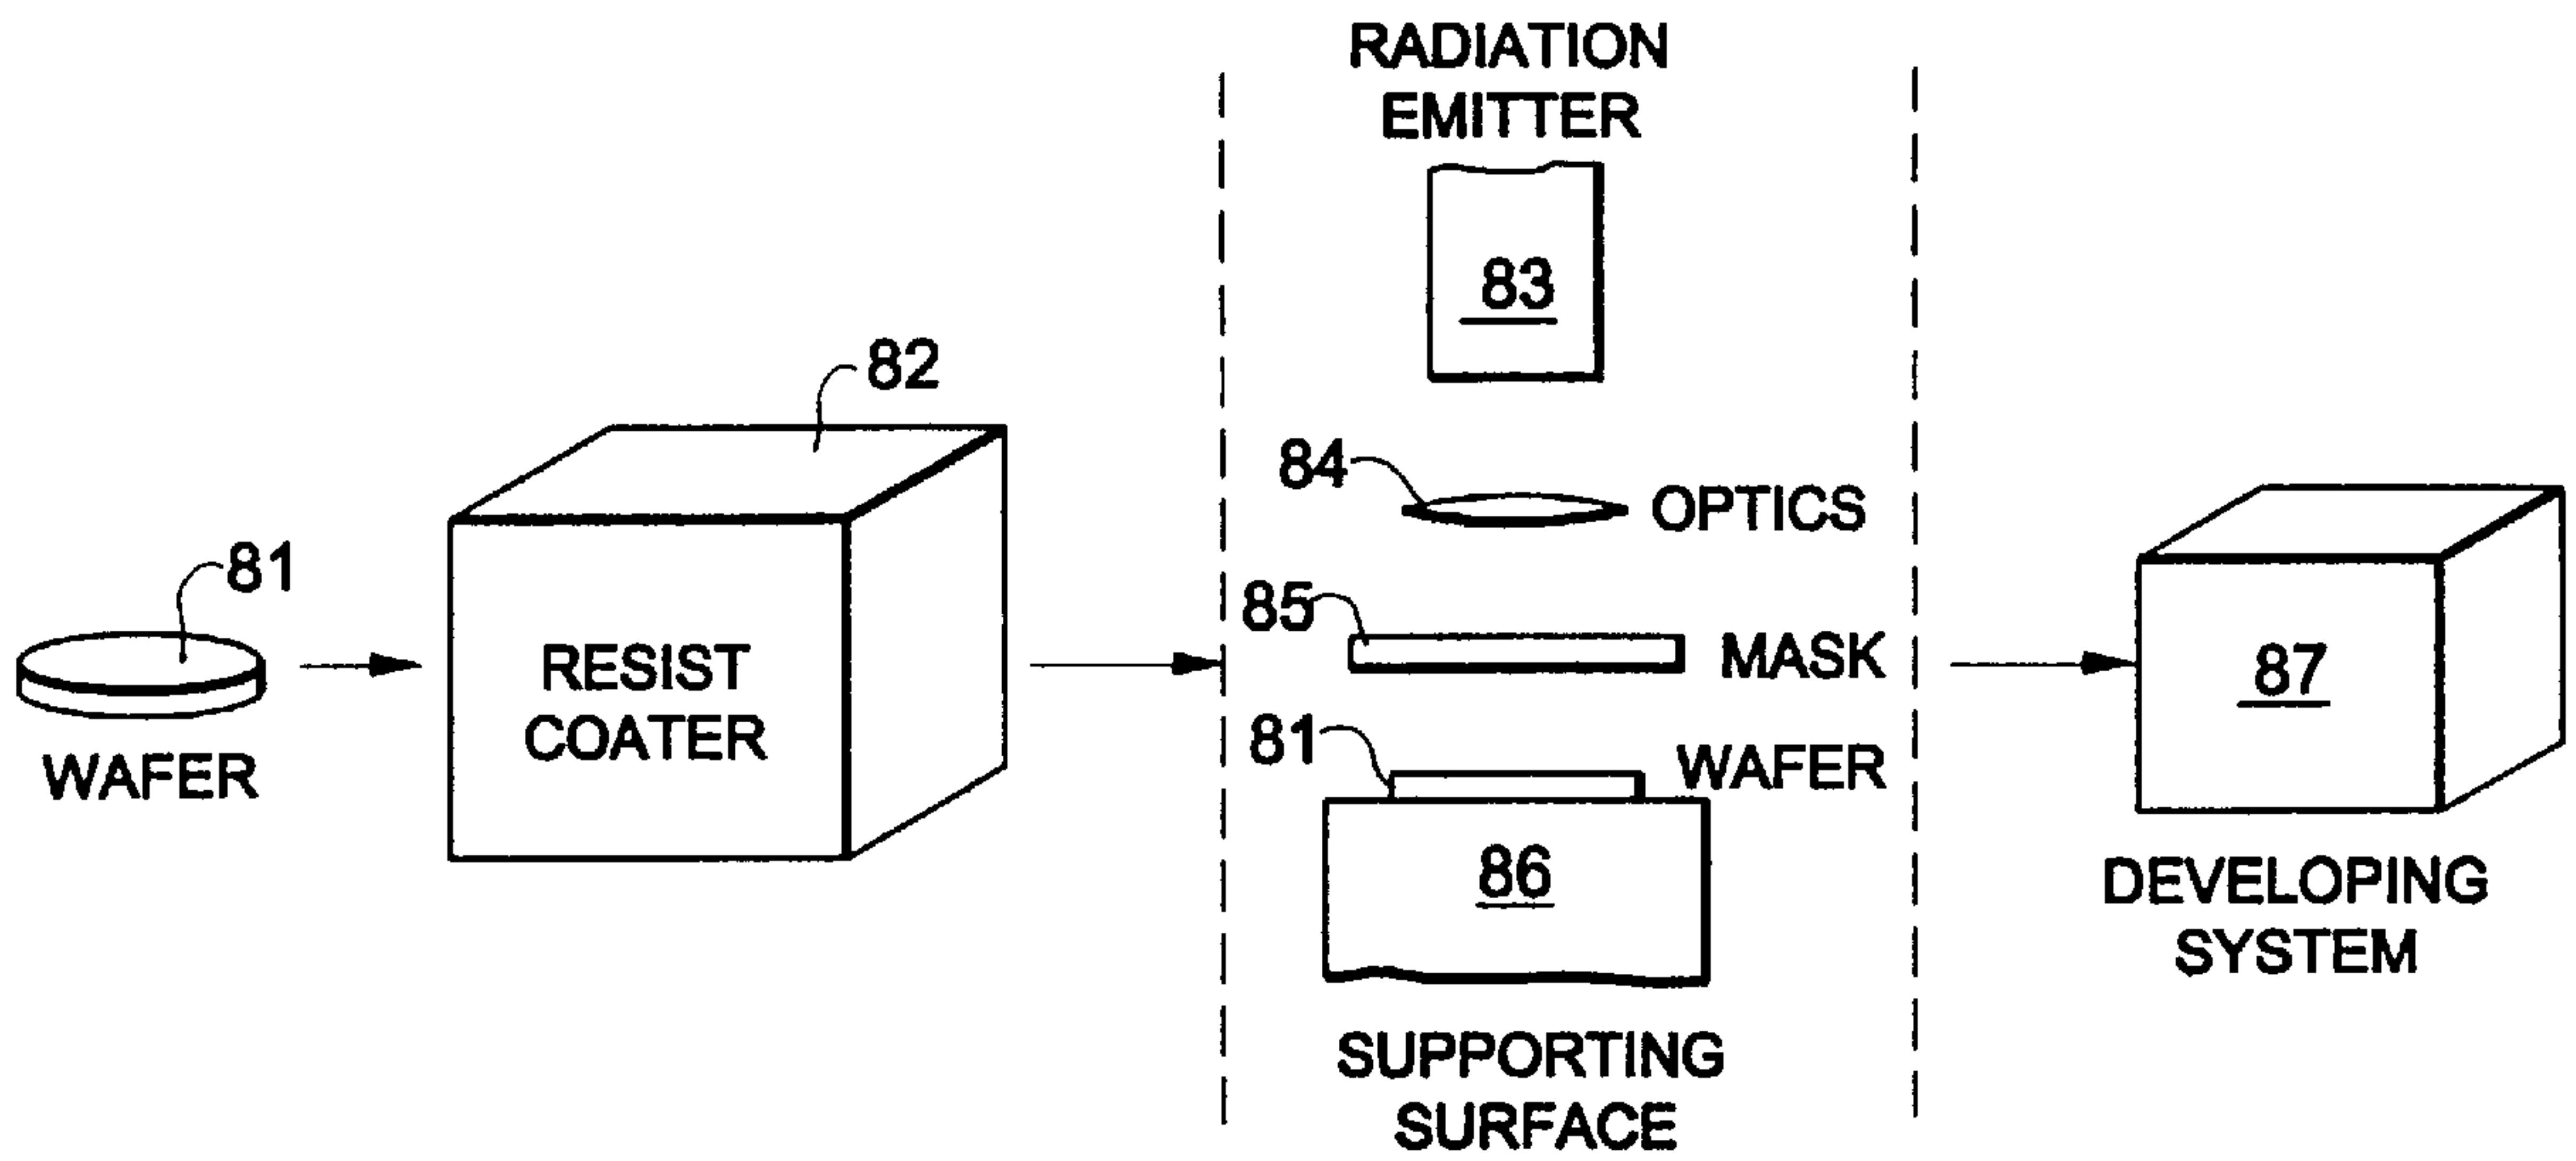 81
WAFER
82
RESIST
COATER
RADIATION
EMITTER
83
84
OPTICS
85
MASK
81
WAFER
86
SUPPORTING
SURFACE
87
DEVELOPING
SYSTEM